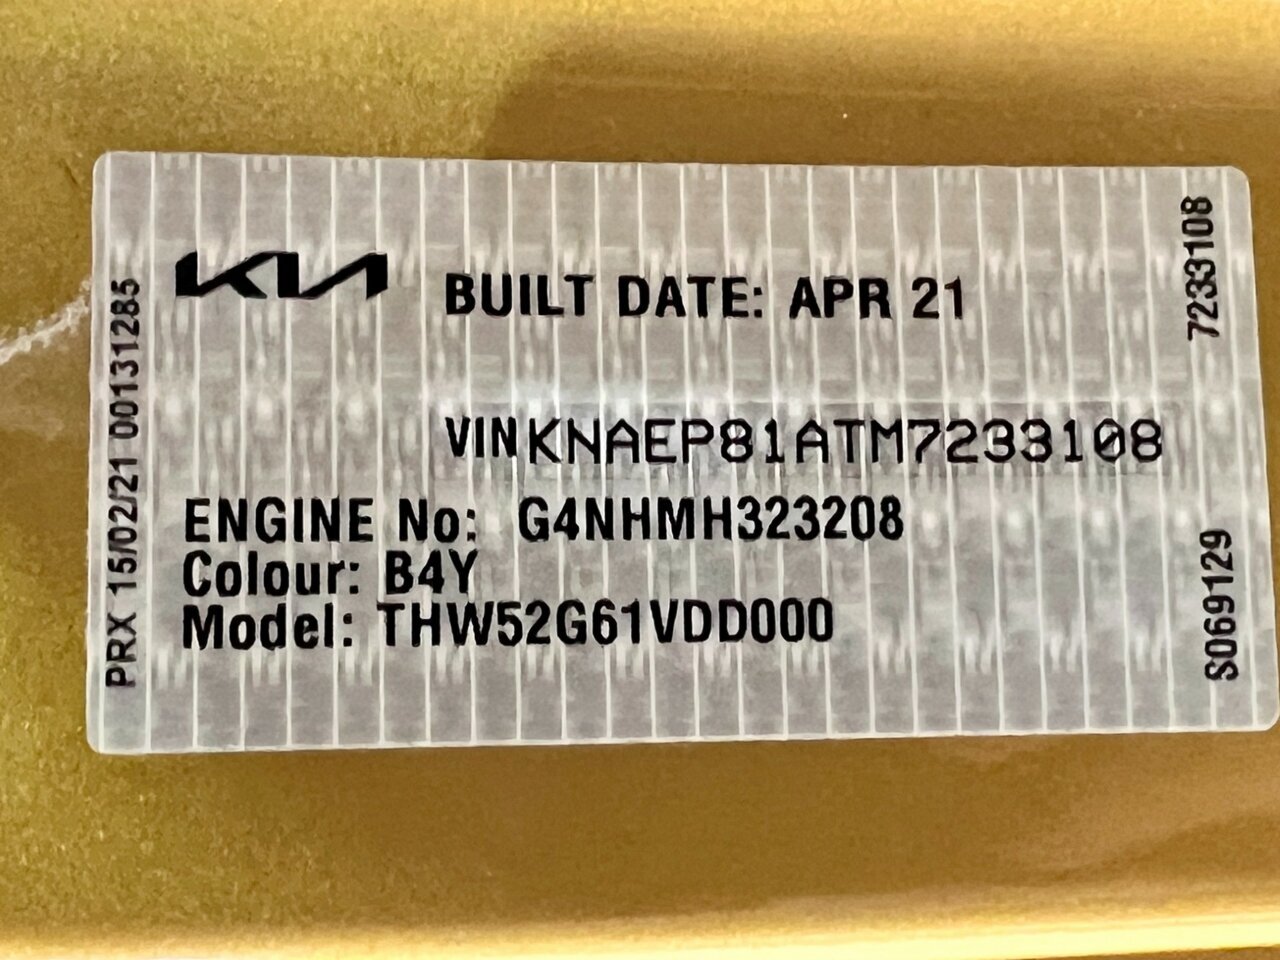 KIA
BUILT DATE: APR 21
VINKNAEP81ATM7233108
ENGINE No: G4NHMH323208
Colour: B4Y
Model: THW52G61VDD000
PRX 15/02/21 00131285
7233108
S0691129